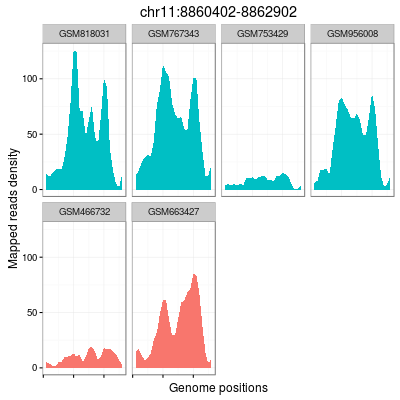 chr11:8860402-8862902
GSM818031 GSM767343 GSM753429 GSM956008
100
50
0
GSM466732 GSM663427
100
50
0
Mapped reads density
Genome positions